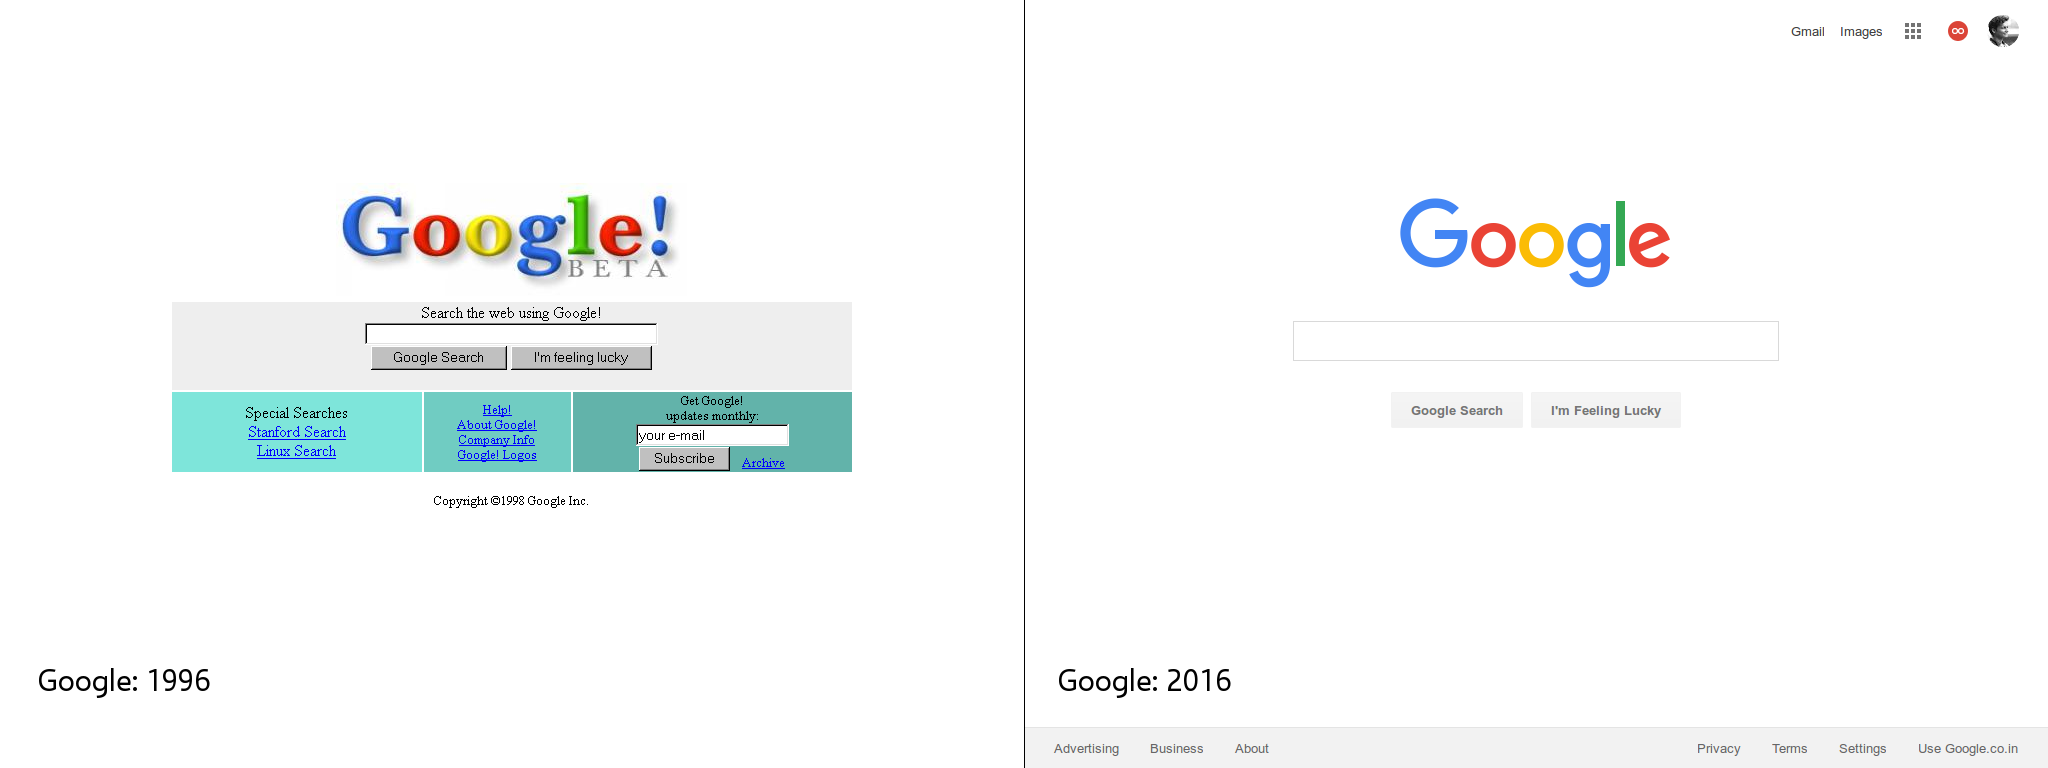 Google!
BETA
Search the web using Google!
Google Search I'm feeling lucky
Special Searches
Stanford Search
Linux Search
Help!
About Google!
Company Info
Google! Logos
Get Google!
updates monthly:
your e-mail
Subscribe Archive
Copyright ©1998 Google Inc.
Google: 1996
Gmail Images
Google
Google Search I'm Feeling Lucky
Google: 2016
Advertising Business About Privacy Terms Settings Use Google.co.in